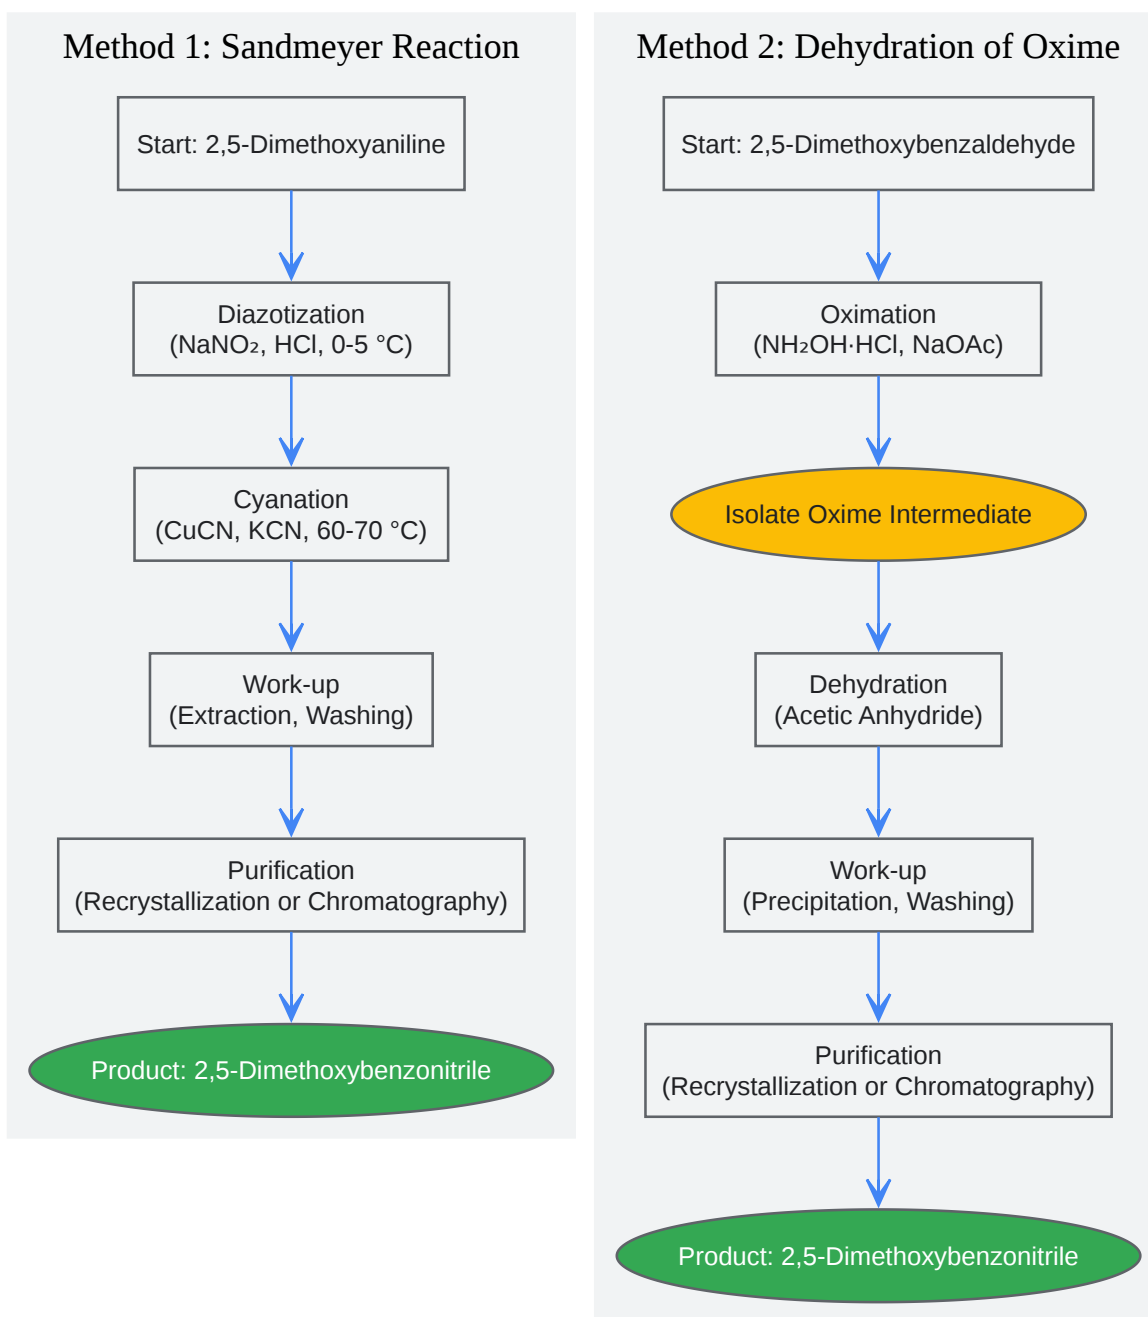 Method 1: Sandmeyer Reaction
Start: 2,5-Dimethoxyaniline
Diazotization
(NaNO₂, HCl, 0-5 °C)
Cyanation
(CuCN, KCN, 60-70 °C)
Work-up
(Extraction, Washing)
Purification
(Recrystallization or Chromatography)
Product: 2,5-Dimethoxybenzonitrile
Method 2: Dehydration of Oxime
Start: 2,5-Dimethoxybenzaldehyde
Oximation
(NH₂OH·HCl, NaOAc)
Isolate Oxime Intermediate
Dehydration
(Acetic Anhydride)
Work-up
(Precipitation, Washing)
Purification
(Recrystallization or Chromatography)
Product: 2,5-Dimethoxybenzonitrile